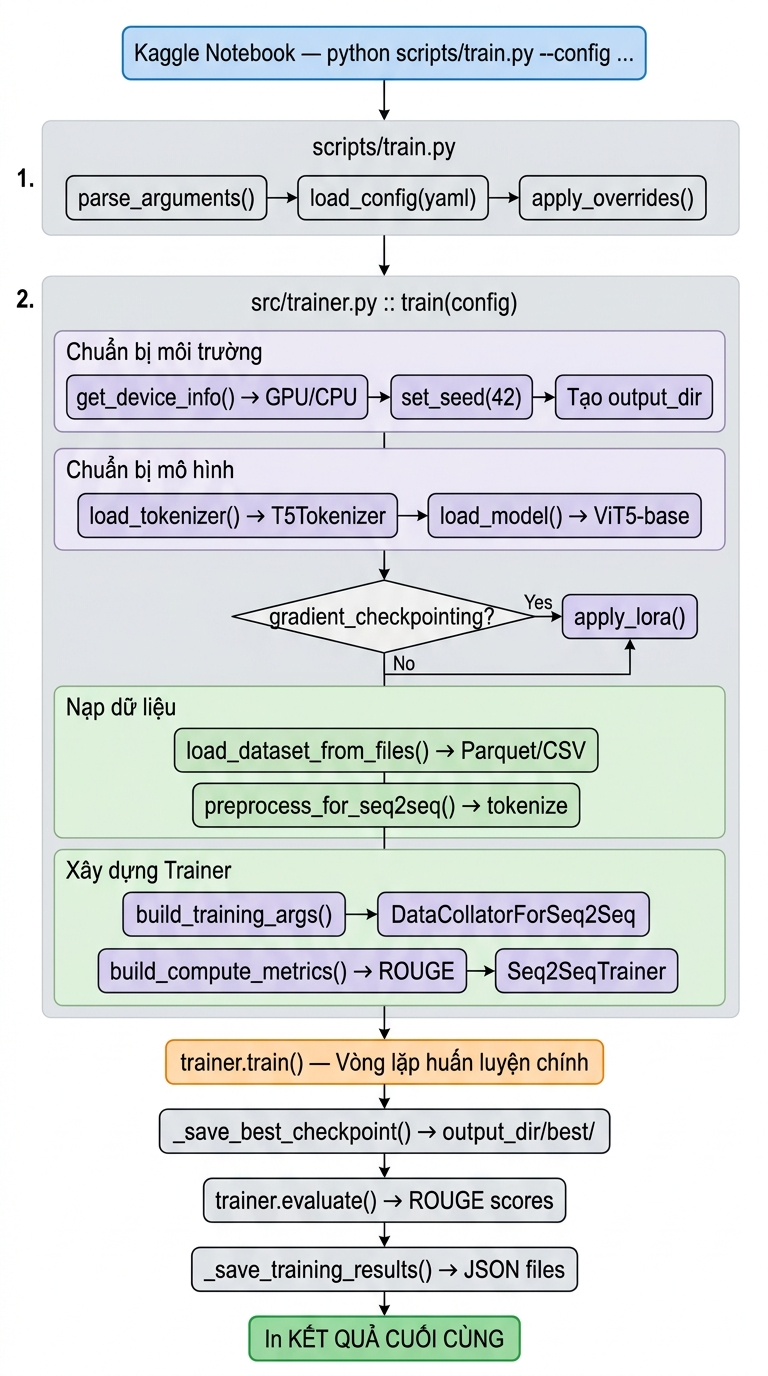 Kaggle Notebook — python scripts/train.py --config ...
scripts/train.py
1.
parse_arguments()
load_config(yaml)
apply_overrides()
2.
src/trainer.py :: train(config)
Chuẩn bị môi trường
get_device_info() → GPU/CPU
set_seed(42)
Tạo output_dir
Chuẩn bị mô hình
load_tokenizer() → T5Tokenizer
load_model() → ViT5-base
gradient_checkpointing?
Yes
apply_lora()
No
Nạp dữ liệu
load_dataset_from_files() → Parquet/CSV
preprocess_for_seq2seq() → tokenize
Xây dựng Trainer
build_training_args()
DataCollatorForSeq2Seq
build_compute_metrics() → ROUGE
Seq2SeqTrainer
trainer.train() — Vòng lặp huấn luyện chính
_save_best_checkpoint() → output_dir/best/
trainer.evaluate() → ROUGE scores
_save_training_results() → JSON files
In KẾT QUẢ CUỐI CÙNG